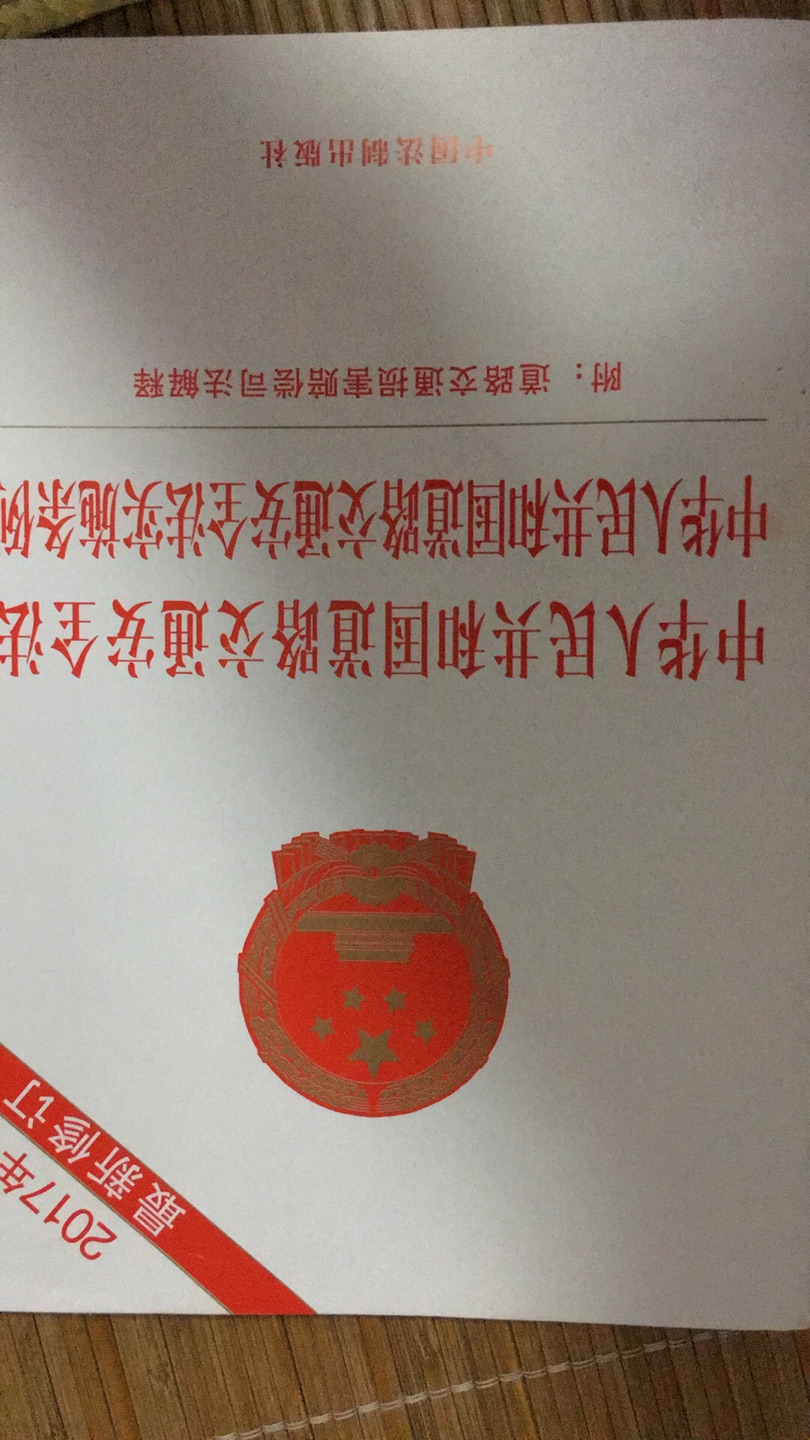 2017年
最新修订
中华人民共和国道路交通安全法
中华人民共和国道路交通安全法实施条例
附：道路交通损害赔偿司法解释
中国法制出版社